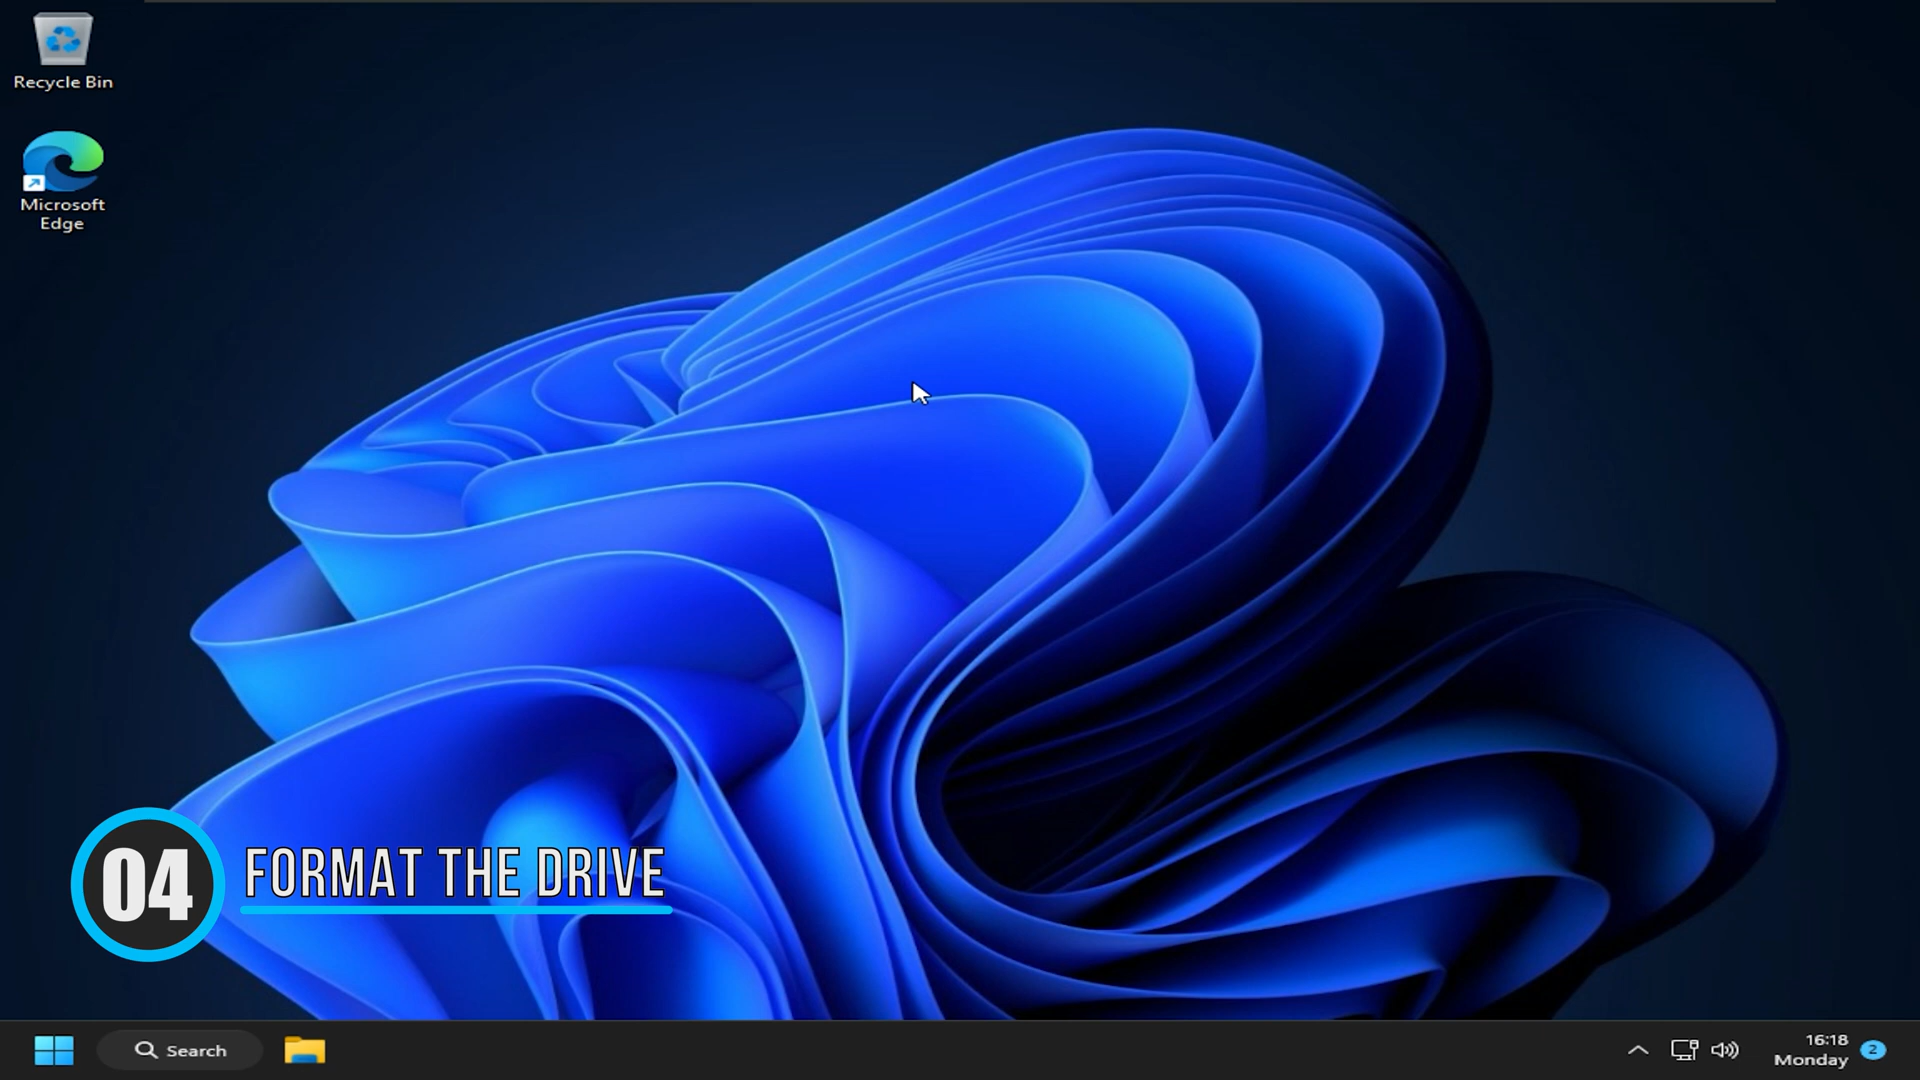 Recycle Bin
Microsoft
Edge
04
FORMAT THE DRIVE
Search
16:18
Monday
2